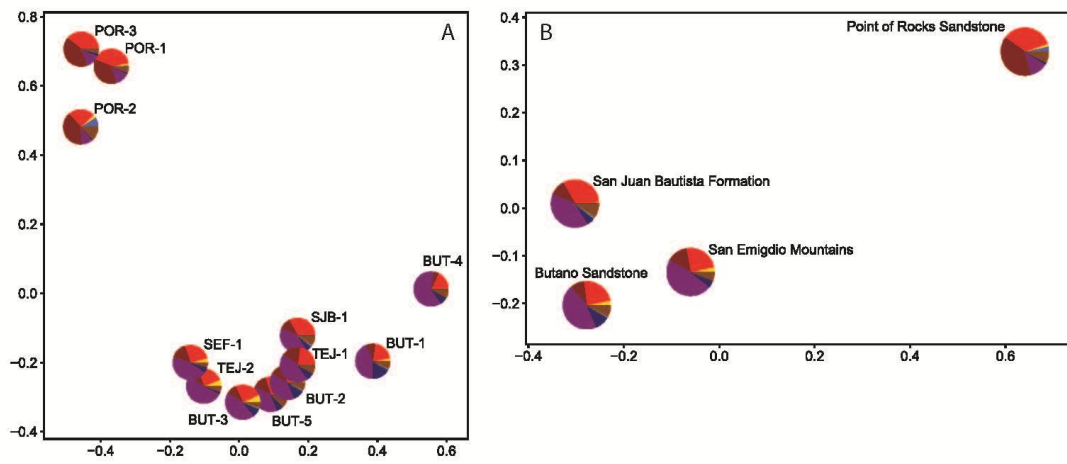 A
0.8
0.6
0.4
0.2
0.0
−0.2
−0.4
−0.4
−0.2
0.0
0.2
0.4
0.6
POR-3
POR-1
POR-2
BUT-4
SJB-1
SEF-1
TEJ-1
BUT-1
TEJ-2
BUT-2
BUT-3
BUT-5
B
0.4
0.3
0.2
0.1
0.0
−0.1
−0.2
−0.4
−0.2
0.0
0.2
0.4
0.6
Point of Rocks Sandstone
San Juan Bautista Formation
San Emigdio Mountains
Butano Sandstone